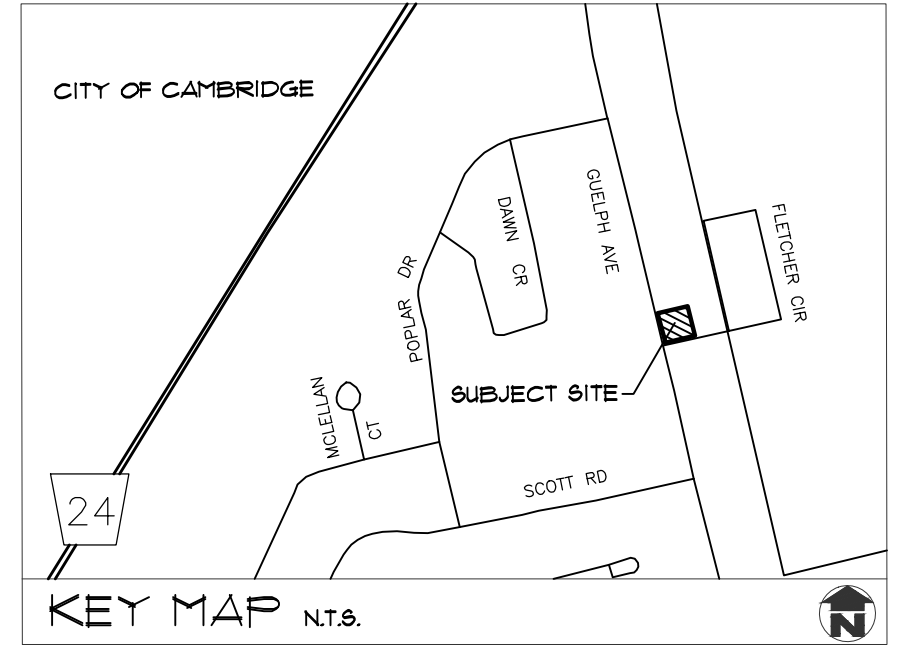 CITY OF CAMBRIDGE
GUELPH AVE
DAWN CR
FLETCHER CIR
POPLAR DR
SUBJECT SITE
MCLELLAN CT
SCOTT RD
24
KEY MAP N.T.S.
N